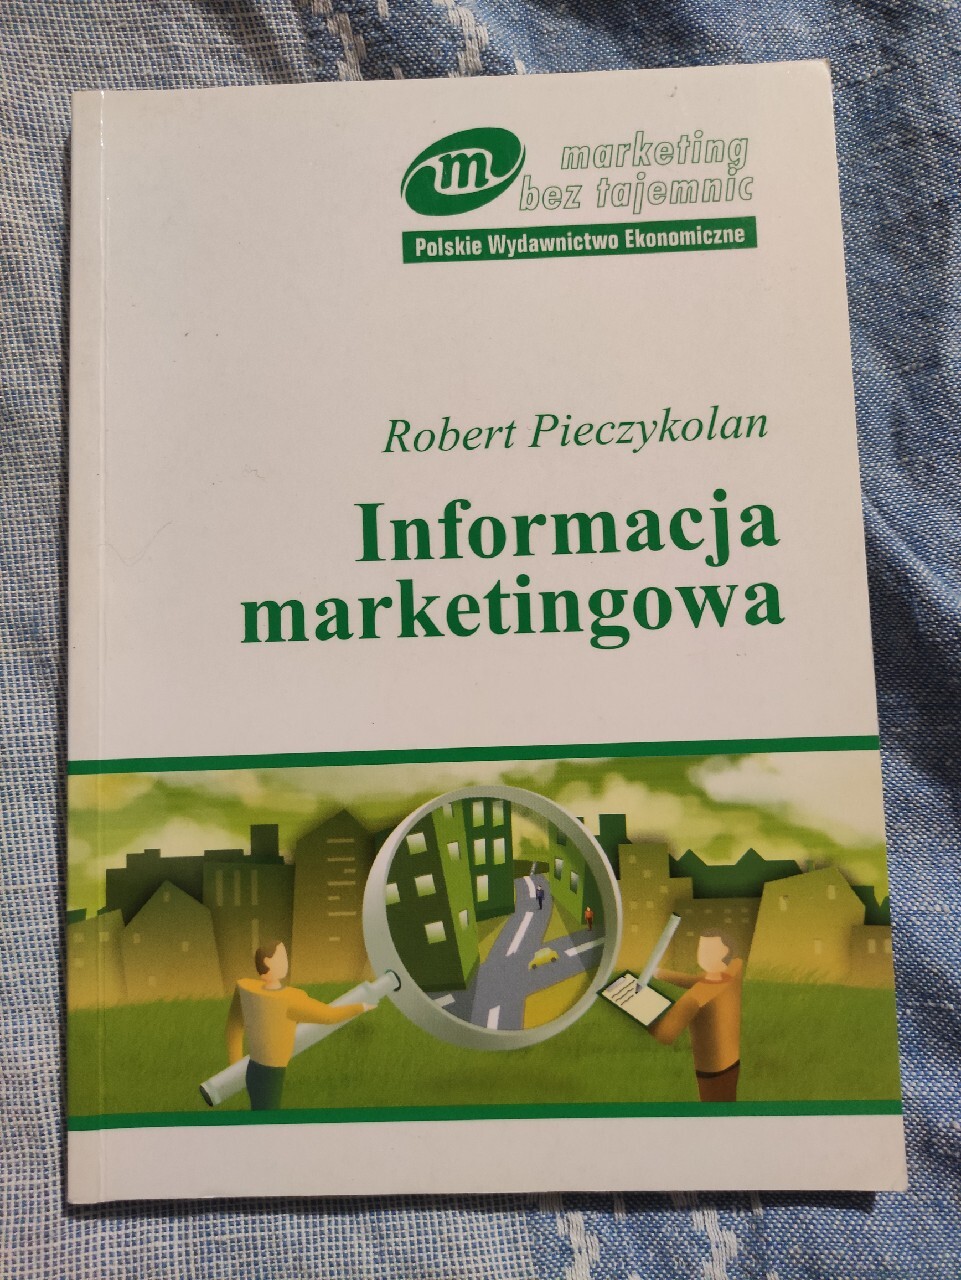 m
marketing
bez tajemnic
Polskie Wydawnictwo Ekonomiczne
Robert Pieczykolan
Informacja
marketingowa